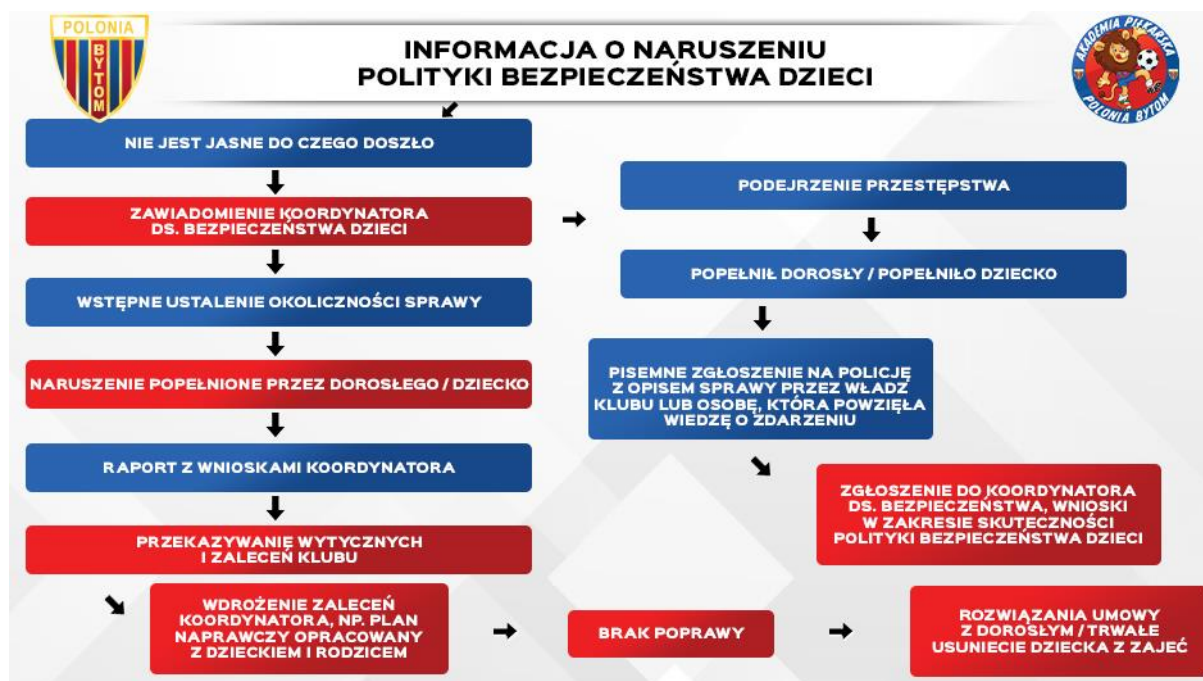 POLONIA
BYTOM
INFORMACJA O NARUSZENIU
POLITYKI BEZPIECZEŃSTWA DZIECI
AKADEMIA PIŁKARSKA
POLONIA BYTOM
NIE JEST JASNE DO CZEGO DOSZŁO
ZAWIADOMIENIE KOORDYNATORA
DS. BEZPIECZEŃSTWA DZIECI
WSTĘPNE USTALENIE OKOLICZNOŚCI SPRAWY
NARUSZENIE POPEŁNIONE PRZEZ DOROSŁEGO / DZIECKO
RAPORT Z WNIOSKAMI KOORDYNATORA
PRZEKAZYWANIE WYTYCZNYCH
I ZALECEŃ KLUBU
WDROŻENIE ZALECEŃ
KOORDYNATORA, NP. PLAN
NAPRAWCZY OPRACOWANY
Z DZIECKIEM I RODZICEM
BRAK POPRAWY
ROZWIĄZANIA UMOWY
Z DOROSŁYM / TRWAŁE
USUNIECIE DZIECKA Z ZAJEĆ
PODEJRZENIE PRZESTĘPSTWA
POPEŁNIŁ DOROSŁY / POPEŁNIŁO DZIECKO
PISEMNE ZGŁOSZENIE NA POLICJĘ
Z OPISEM SPRAWY PRZEZ WŁADZ
KLUBU LUB OSOBĘ, KTÓRA POWZIĘŁA
WIEDZĘ O ZDARZENIU
ZGŁOSZENIE DO KOORDYNATORA
DS. BEZPIECZEŃSTWA, WNIOSKI
W ZAKRESIE SKUTECZNOŚCI
POLITYKI BEZPIECZEŃSTWA DZIECI